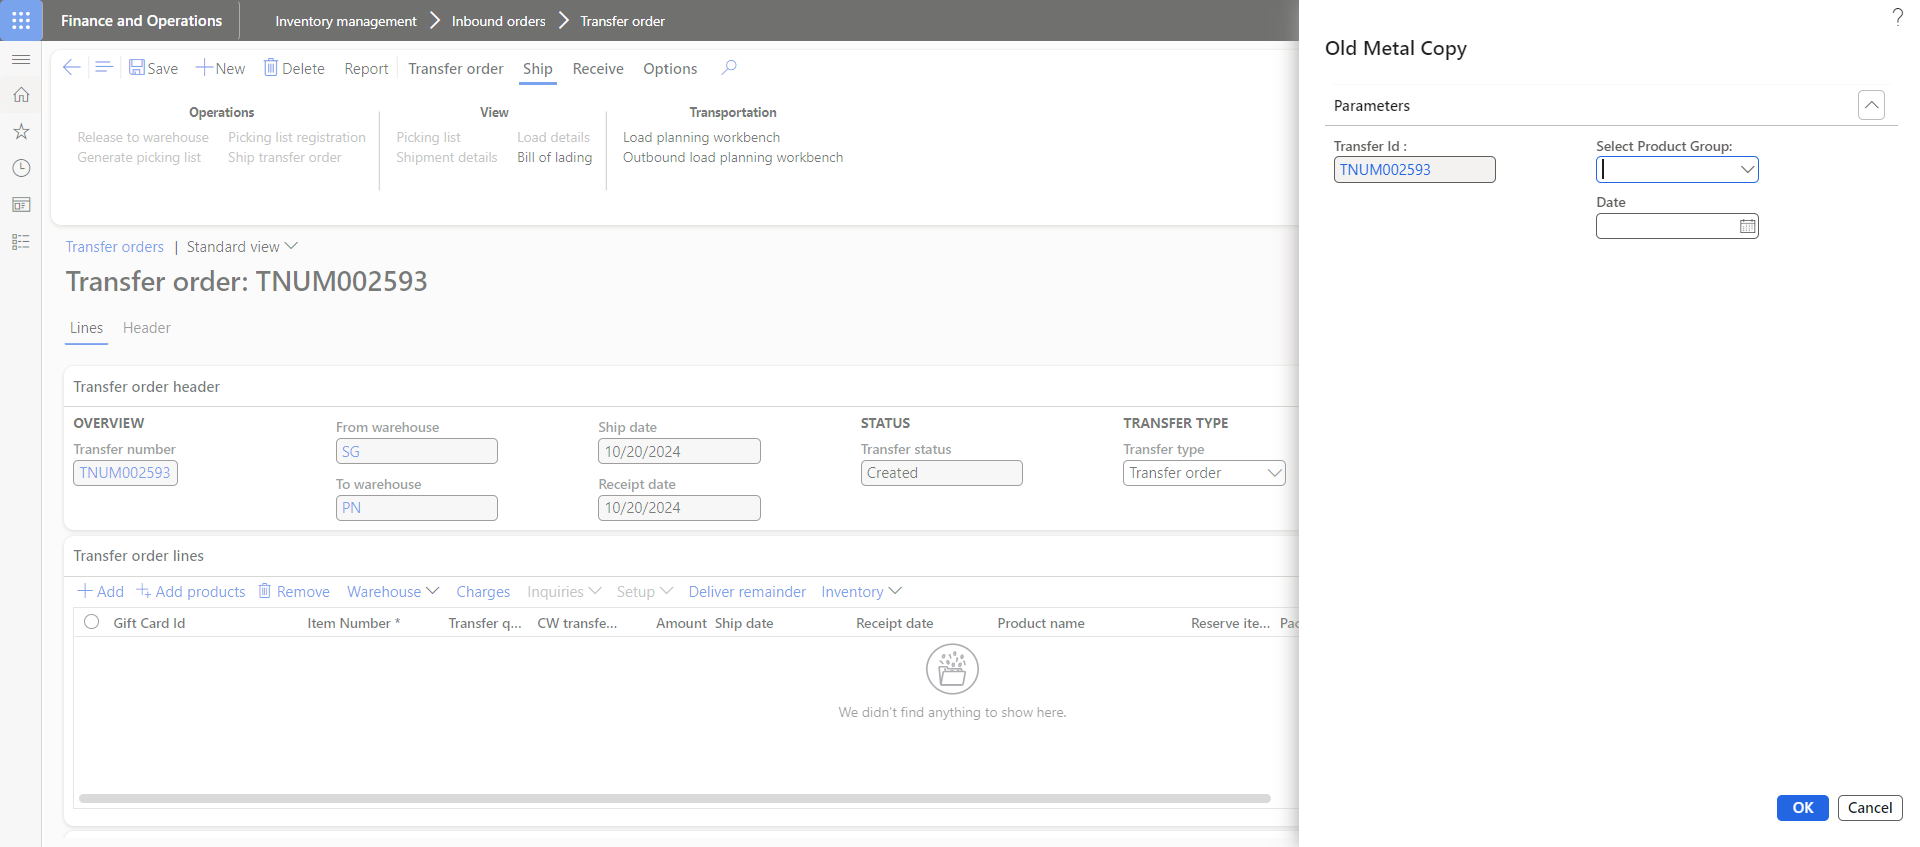 Finance and Operations
Inventory management > Inbound orders > Transfer order
Save New Delete Report Transfer order Ship Receive Options
Operations
Release to warehouse Picking list registration
Generate picking list Ship transfer order
View
Picking list Load details
Shipment details Bill of lading
Transportation
Load planning workbench
Outbound load planning workbench
Transfer orders | Standard view
Transfer order: TNUM002593
Lines Header
Transfer order header
OVERVIEW
Transfer number
TNUM002593
From warehouse
SG
To warehouse
PN
Ship date
10/20/2024
Receipt date
10/20/2024
STATUS
Transfer status
Created
TRANSFER TYPE
Transfer type
Transfer order
Transfer order lines
Add Add products Remove Warehouse Charges Inquiries Setup Deliver remainder Inventory
Gift Card Id Item Number * Transfer q... CW transfe... Amount Ship date Receipt date Product name Reserve ite... Pac
We didn't find anything to show here.
?
Old Metal Copy
Parameters
Transfer Id :
TNUM002593
Select Product Group:
Date
OK Cancel